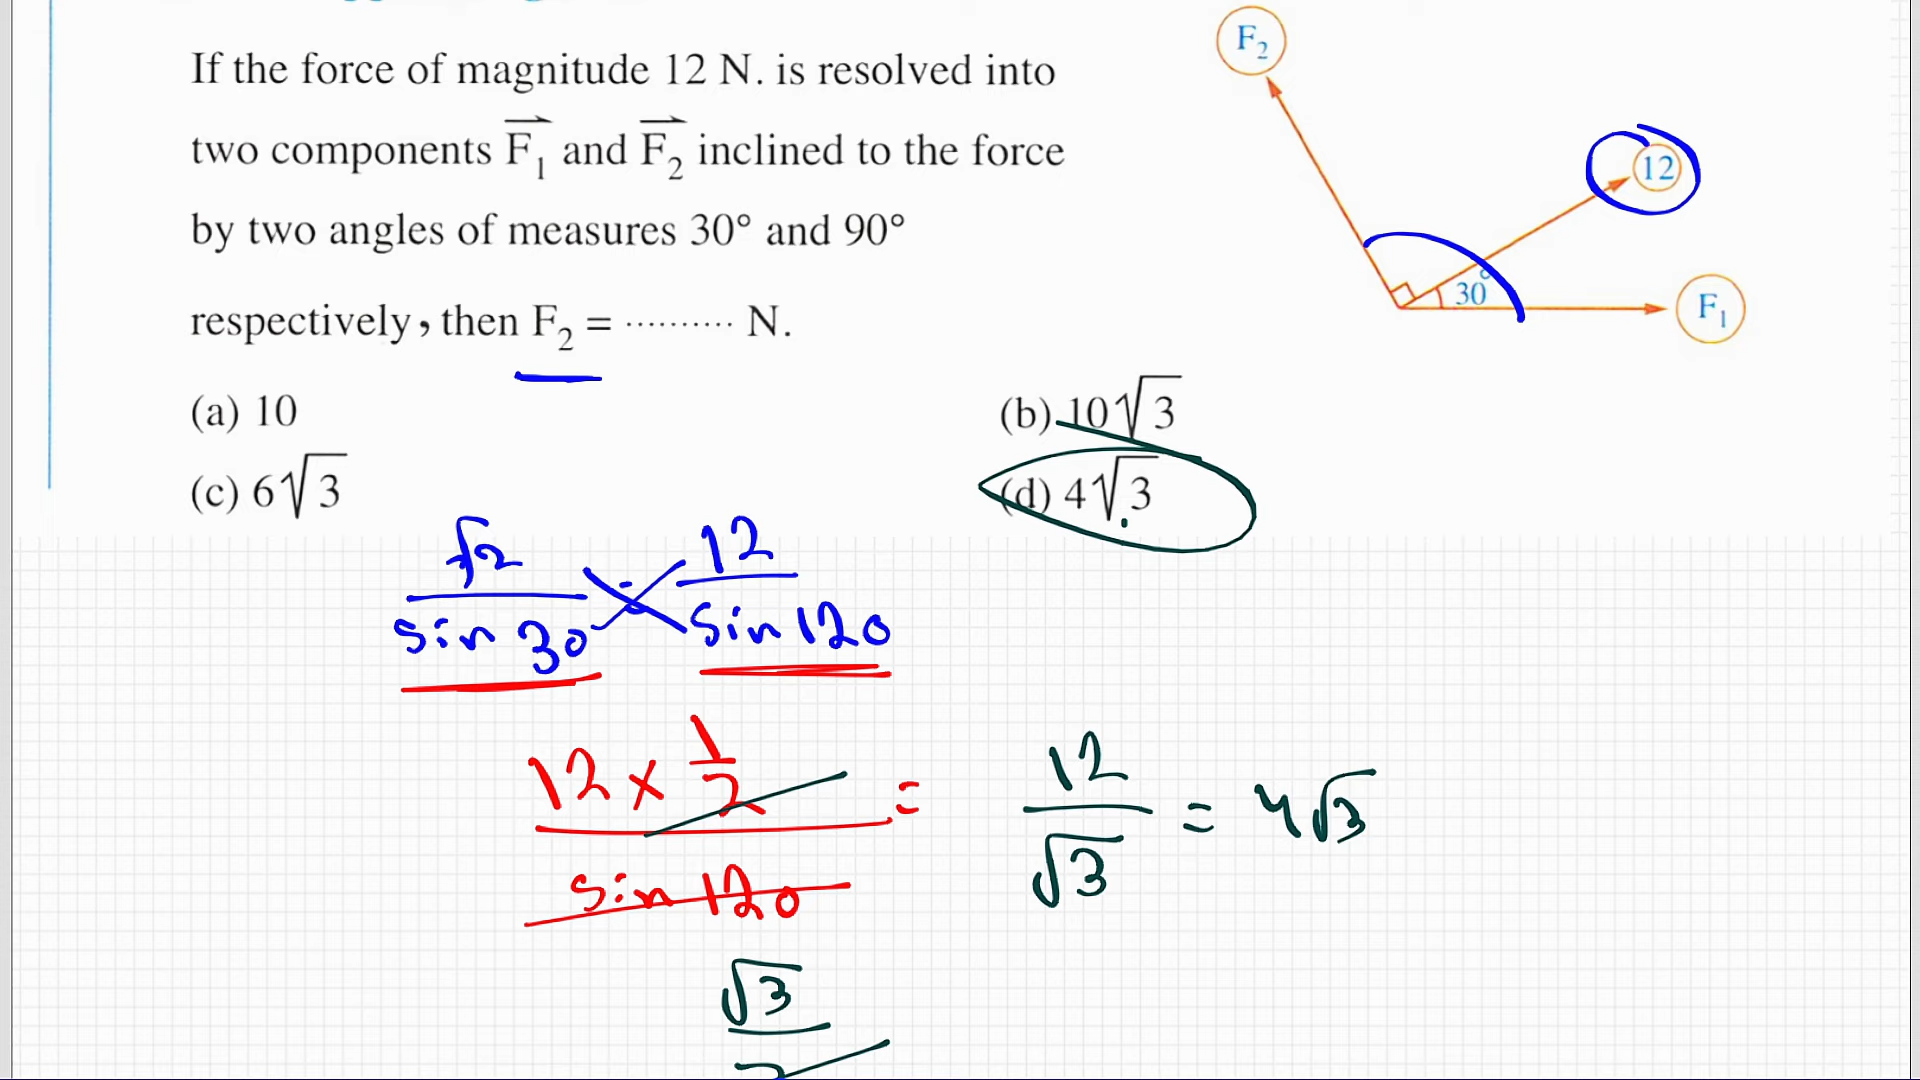 If the force of magnitude 12 N. is resolved into
two components F₁ and F₂ inclined to the force
by two angles of measures 30° and 90°
respectively, then F₂ = .......... N.
(a) 10
(b) 10√3
(c) 6√3
(d) 4√3
F₂
12
30°
F₁
F2 / sin 30 = 12 / sin 120
12 × 1/2 =
sin 120
√3
12 / √3 = 4√3